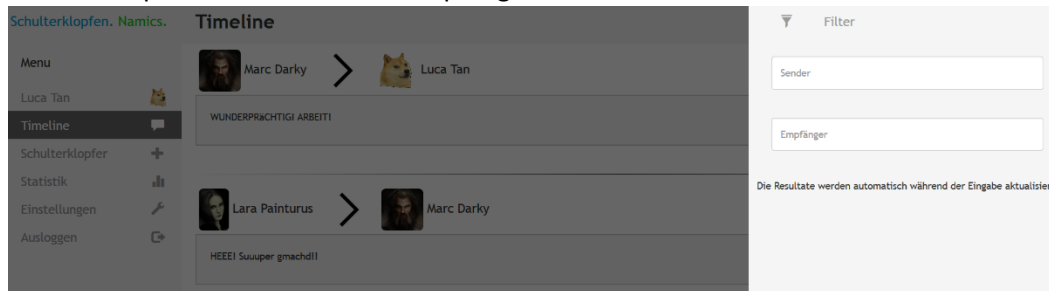 Schulterklopfen. Namics.
Timeline
Menu
Luca Tan
Timeline
Schulterklopfer
Statistik
Einstellungen
Ausloggen
Marc Darky
Luca Tan
WUNDERPRäCHTIG! ARBEIT!
Lara Painturus
Marc Darky
HEEE! Suuuper gmachd!!
Filter
Sender
Empfänger
Die Resultate werden automatisch während der Eingabe aktualisier